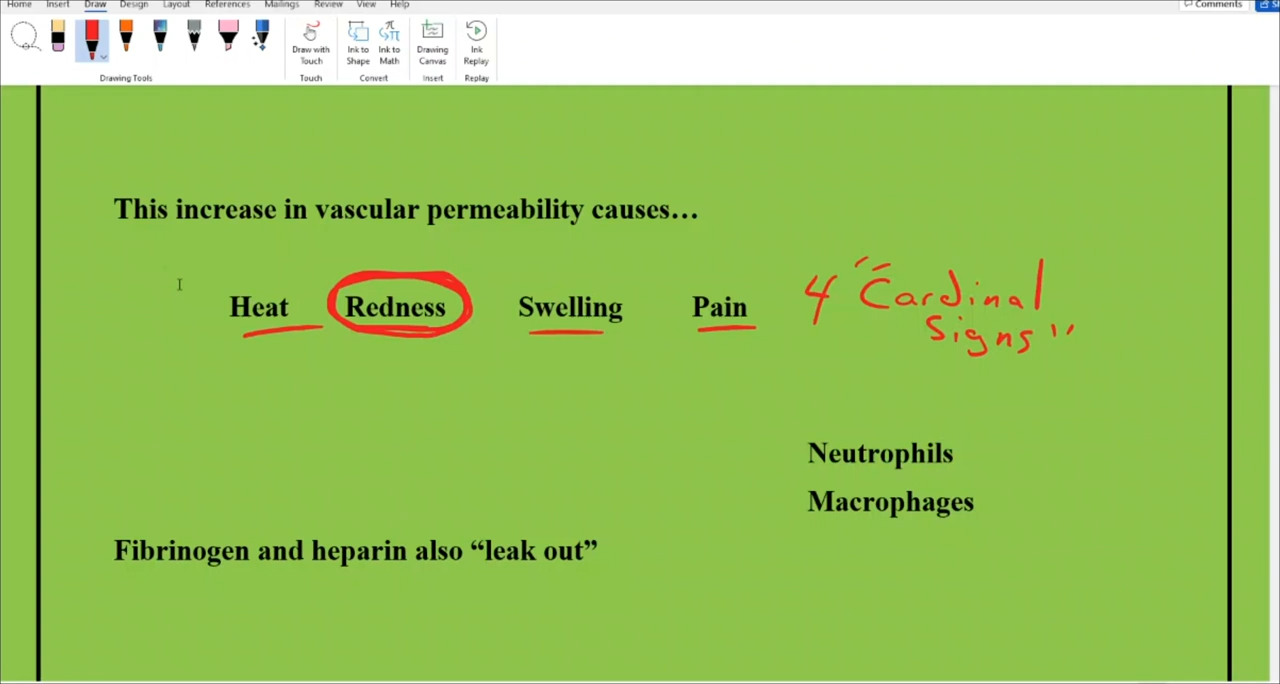 Home Insert Draw Design Layout References Mailings Review View Help Comments
Draw with Touch
Ink to Shape
Ink to Math
Drawing Canvas
Ink Replay
Drawing Tools Touch Convert Insert Replay
This increase in vascular permeability causes…
Heat Redness Swelling Pain 4 "Cardinal
Signs"
Neutrophils
Macrophages
Fibrinogen and heparin also “leak out”